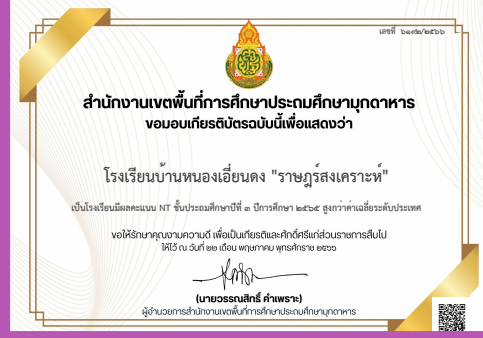 เลขที่ ๖๑๙๒/๒๕๖๖
สำนักงานเขตพื้นที่การศึกษาประถมศึกษามุกดาหาร
ขอมอบเกียรติบัตรฉบับนี้เพื่อแสดงว่า
โรงเรียนบ้านหนองเอี่ยนดง "ราษฎร์สงเคราะห์"
เป็นโรงเรียนมีผลคะแนน NT ชั้นประถมศึกษาปีที่ ๓ ปีการศึกษา ๒๕๖๕ สูงกว่าค่าเฉลี่ยระดับประเทศ
ขอให้รักษาคุณงามความดี เพื่อเป็นเกียรติและศักดิ์ศรีแก่ส่วนราชการสืบไป
ให้ไว้ ณ วันที่ ๒๒ เดือน พฤษภาคม พุทธศักราช ๒๕๖๖
(นายวรรณสิทธิ์ คำเพราะ)
ผู้อำนวยการสำนักงานเขตพื้นที่การศึกษาประถมศึกษามุกดาหาร